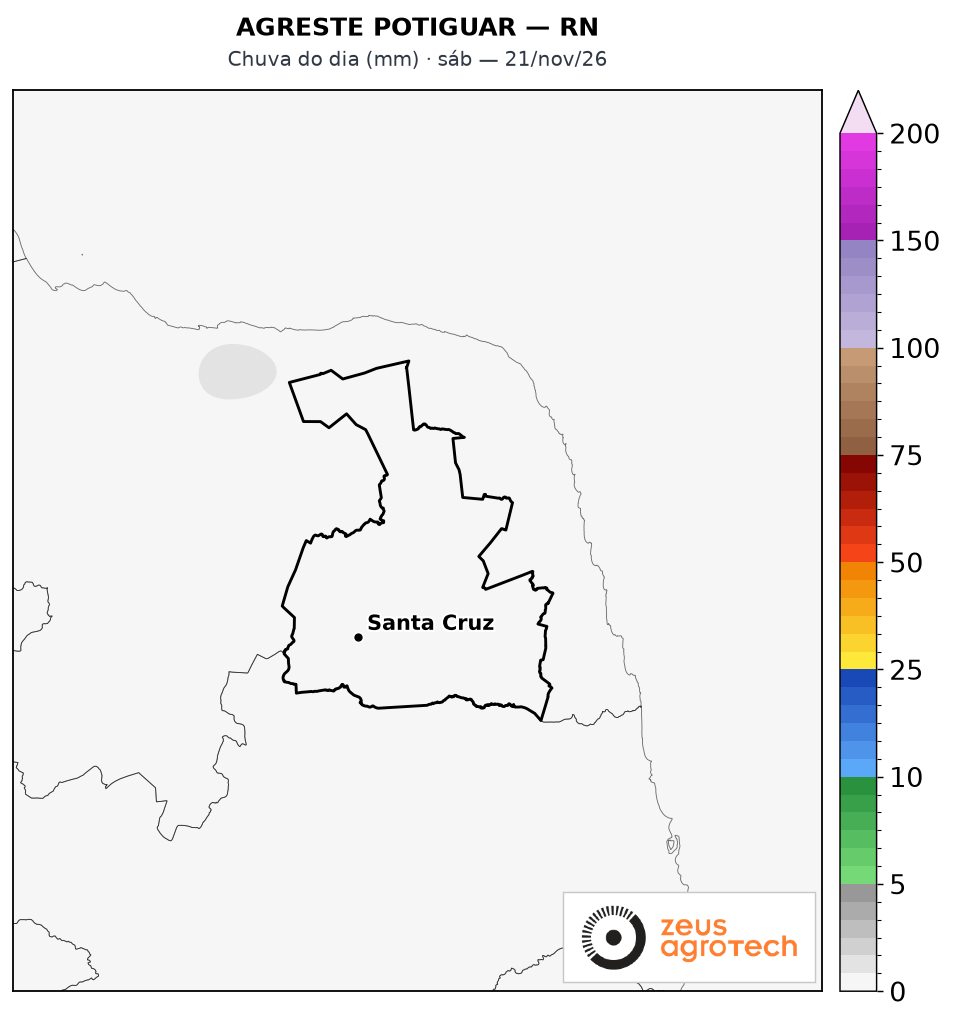 AGRESTE POTIGUAR — RN
Chuva do dia (mm) · sáb — 21/nov/26
200
150
100
75
50
25
10
5
0
Santa Cruz
zeus
agrotech